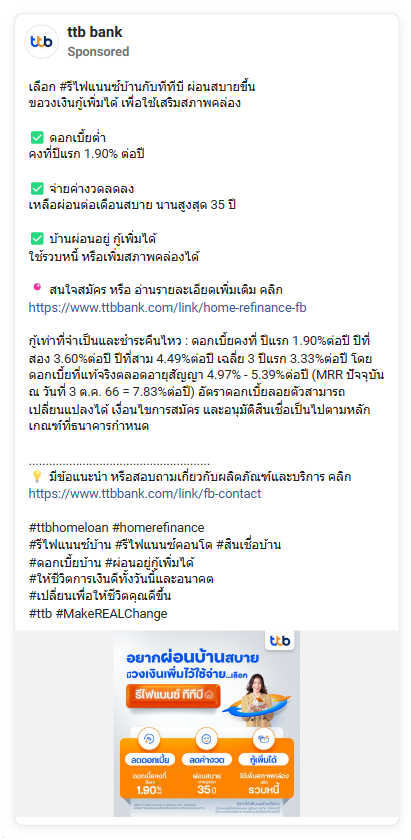 ttb
ttb bank
Sponsored
เลือก #รีไฟแนนซ์บ้านกับทีทีบี ผ่อนสบายขึ้น
ขอวงเงินกู้เพิ่มได้ เพื่อใช้เสริมสภาพคล่อง
✅ ดอกเบี้ยต่ำ
คงที่ปีแรก 1.90% ต่อปี
✅ จ่ายค่างวดลดลง
เหลือผ่อนต่อเดือนสบาย นานสูงสุด 35 ปี
✅ บ้านผ่อนอยู่ กู้เพิ่มได้
ใช้รวบหนี้ หรือเพิ่มสภาพคล่องได้
📍 สนใจสมัคร หรือ อ่านรายละเอียดเพิ่มเติม คลิก
https://www.ttbbank.com/link/home-refinance-fb
กู้เท่าที่จำเป็นและชำระคืนไหว : ดอกเบี้ยคงที่ ปีแรก 1.90%ต่อปี ปีที่
สอง 3.60%ต่อปี ปีที่สาม 4.49%ต่อปี เฉลี่ย 3 ปีแรก 3.33%ต่อปี โดย
ดอกเบี้ยที่แท้จริงตลอดอายุสัญญา 4.97% - 5.39%ต่อปี (MRR ปัจจุบัน
ณ วันที่ 3 ต.ค. 66 = 7.83%ต่อปี) อัตราดอกเบี้ยลอยตัวสามารถ
เปลี่ยนแปลงได้ เงื่อนไขการสมัคร และอนุมัติสินเชื่อเป็นไปตามหลัก
เกณฑ์ที่ธนาคารกำหนด
......................................................
💡 มีข้อแนะนำ หรือสอบถามเกี่ยวกับผลิตภัณฑ์และบริการ คลิก
https://www.ttbbank.com/link/fb-contact
#ttbhomeloan #homerefinance
#รีไฟแนนซ์บ้าน #รีไฟแนนซ์คอนโด #สินเชื่อบ้าน
#ดอกเบี้ยบ้าน #ผ่อนอยู่กู้เพิ่มได้
#ให้ชีวิตการเงินดีทั้งวันนี้และอนาคต
#เปลี่ยนเพื่อให้ชีวิตคุณดีขึ้น
#ttb #MakeREALChange
ttb
อยากผ่อนบ้านสบาย
มีวงเงินเพิ่มไว้ใช้จ่าย...เลือก
รีไฟแนนซ์ ทีทีบี
ลดดอกเบี้ย ลดค่างวด กู้เพิ่มได้
ดอกเบี้ยคงที่ ผ่อนสบาย ใช้เพิ่มสภาพคล่อง
ปีแรก นานสูงสุด หรือ
1.90% 35 ปี รวบหนี้